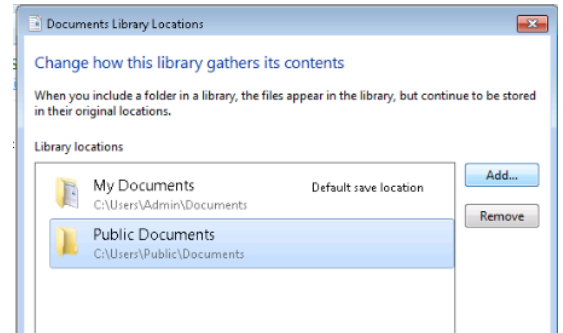 Documents Library Locations
Change how this library gathers its contents
When you include a folder in a library, the files appear in the library, but continue to be stored
in their original locations.
Library locations
My Documents Default save location
C:\Users\Admin\Documents
Public Documents
C:\Users\Public\Documents
Add...
Remove